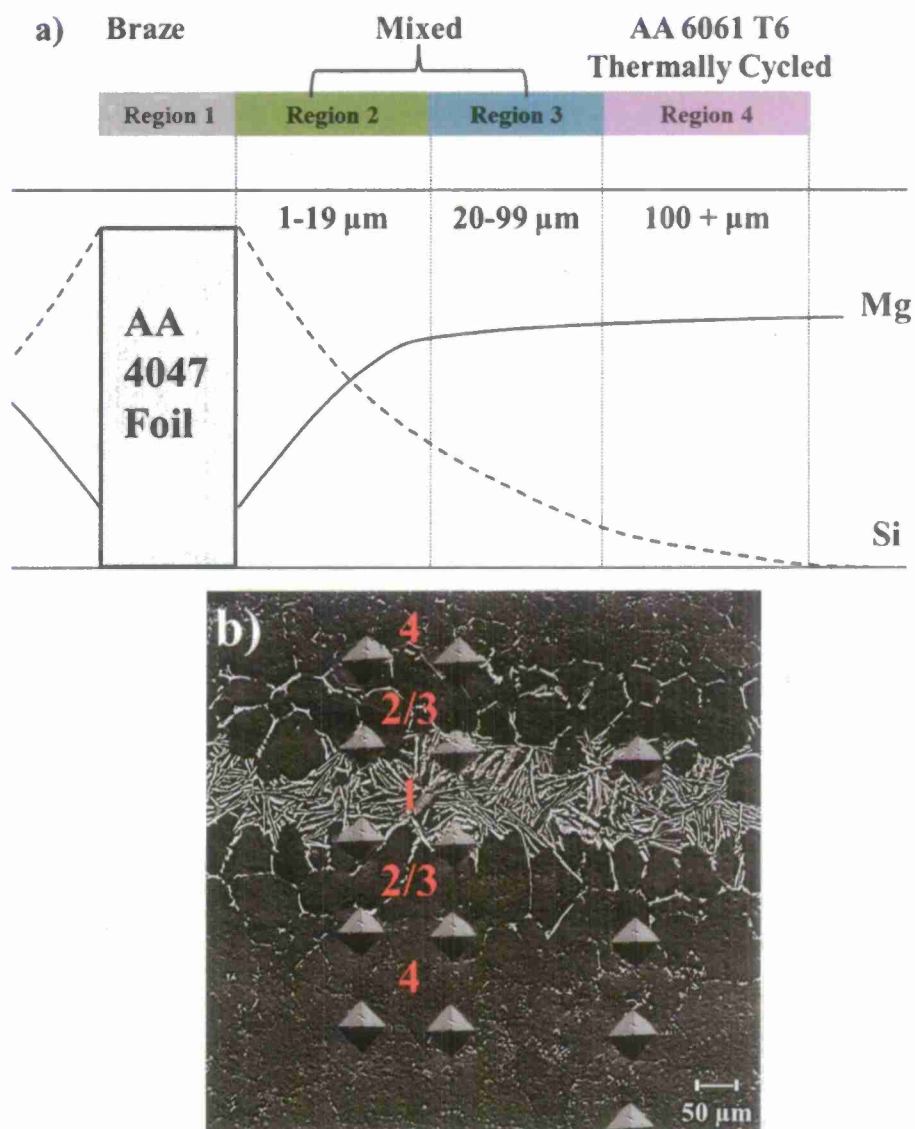 a) Braze Mixed AA 6061 T6
Thermally Cycled
Region 1 Region 2 Region 3 Region 4
1-19 μm 20-99 μm 100 + μm
Mg
AA
4047
Foil
Si
b)
4
2/3
1
2/3
4
50 μm